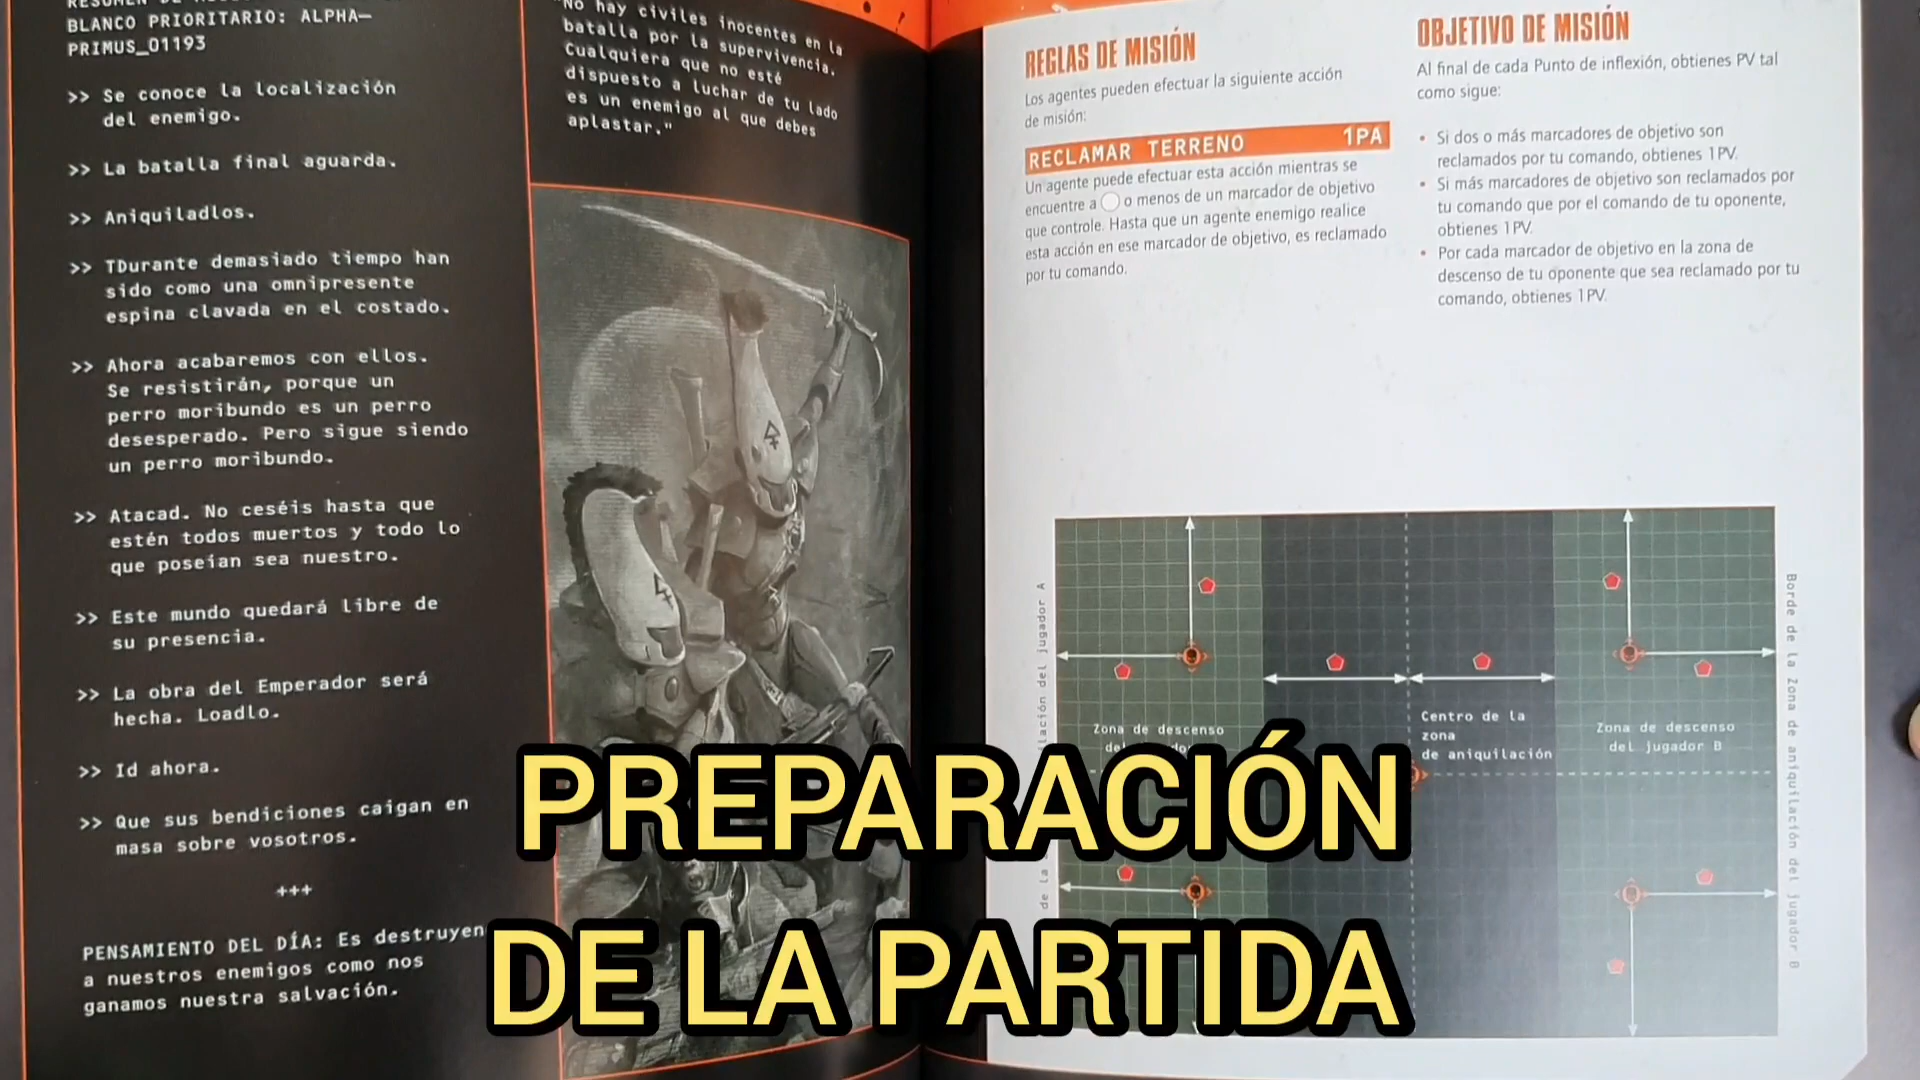 RESUMEN DE
BLANCO PRIORITARIO: ALPHA–
PRIMUS_01193
>> Se conoce la localización
del enemigo.
>> La batalla final aguarda.
>> Aniquiladlos.
>> TDurante demasiado tiempo han
sido como una omnipresente
espina clavada en el costado.
>> Ahora acabaremos con ellos.
Se resistirán, porque un
perro moribundo es un perro
desesperado. Pero sigue siendo
un perro moribundo.
>> Atacad. No ceséis hasta que
estén todos muertos y todo lo
que poseían sea nuestro.
>> Este mundo quedará libre de
su presencia.
>> La obra del Emperador será
hecha. Loadlo.
>> Id ahora.
>> Que sus bendiciones caigan en
masa sobre vosotros.
+++
PENSAMIENTO DEL DÍA: Es destruyen
a nuestros enemigos como nos
ganamos nuestra salvación.
"No hay civiles inocentes en la
batalla por la supervivencia.
Cualquiera que no esté
dispuesto a luchar de tu lado
es un enemigo al que debes
aplastar."
REGLAS DE MISIÓN
Los agentes pueden efectuar la siguiente acción
de misión:
RECLAMAR TERRENO 1PA
Un agente puede efectuar esta acción mientras se
encuentre a o menos de un marcador de objetivo
que controle. Hasta que un agente enemigo realice
esta acción en ese marcador de objetivo, es reclamado
por tu comando.
OBJETIVO DE MISIÓN
Al final de cada Punto de inflexión, obtienes PV tal
como sigue:
• Si dos o más marcadores de objetivo son
reclamados por tu comando, obtienes 1PV.
• Si más marcadores de objetivo son reclamados por
tu comando que por el comando de tu oponente,
obtienes 1PV.
• Por cada marcador de objetivo en la zona de
descenso de tu oponente que sea reclamado por tu
comando, obtienes 1PV.
de la lación del jugador A
Zona de descenso
Centro de la
zona
de aniquilación
Zona de descenso
del jugador B
Borde de la Zona de aniquilación del jugador B
PREPARACIÓN
DE LA PARTIDA